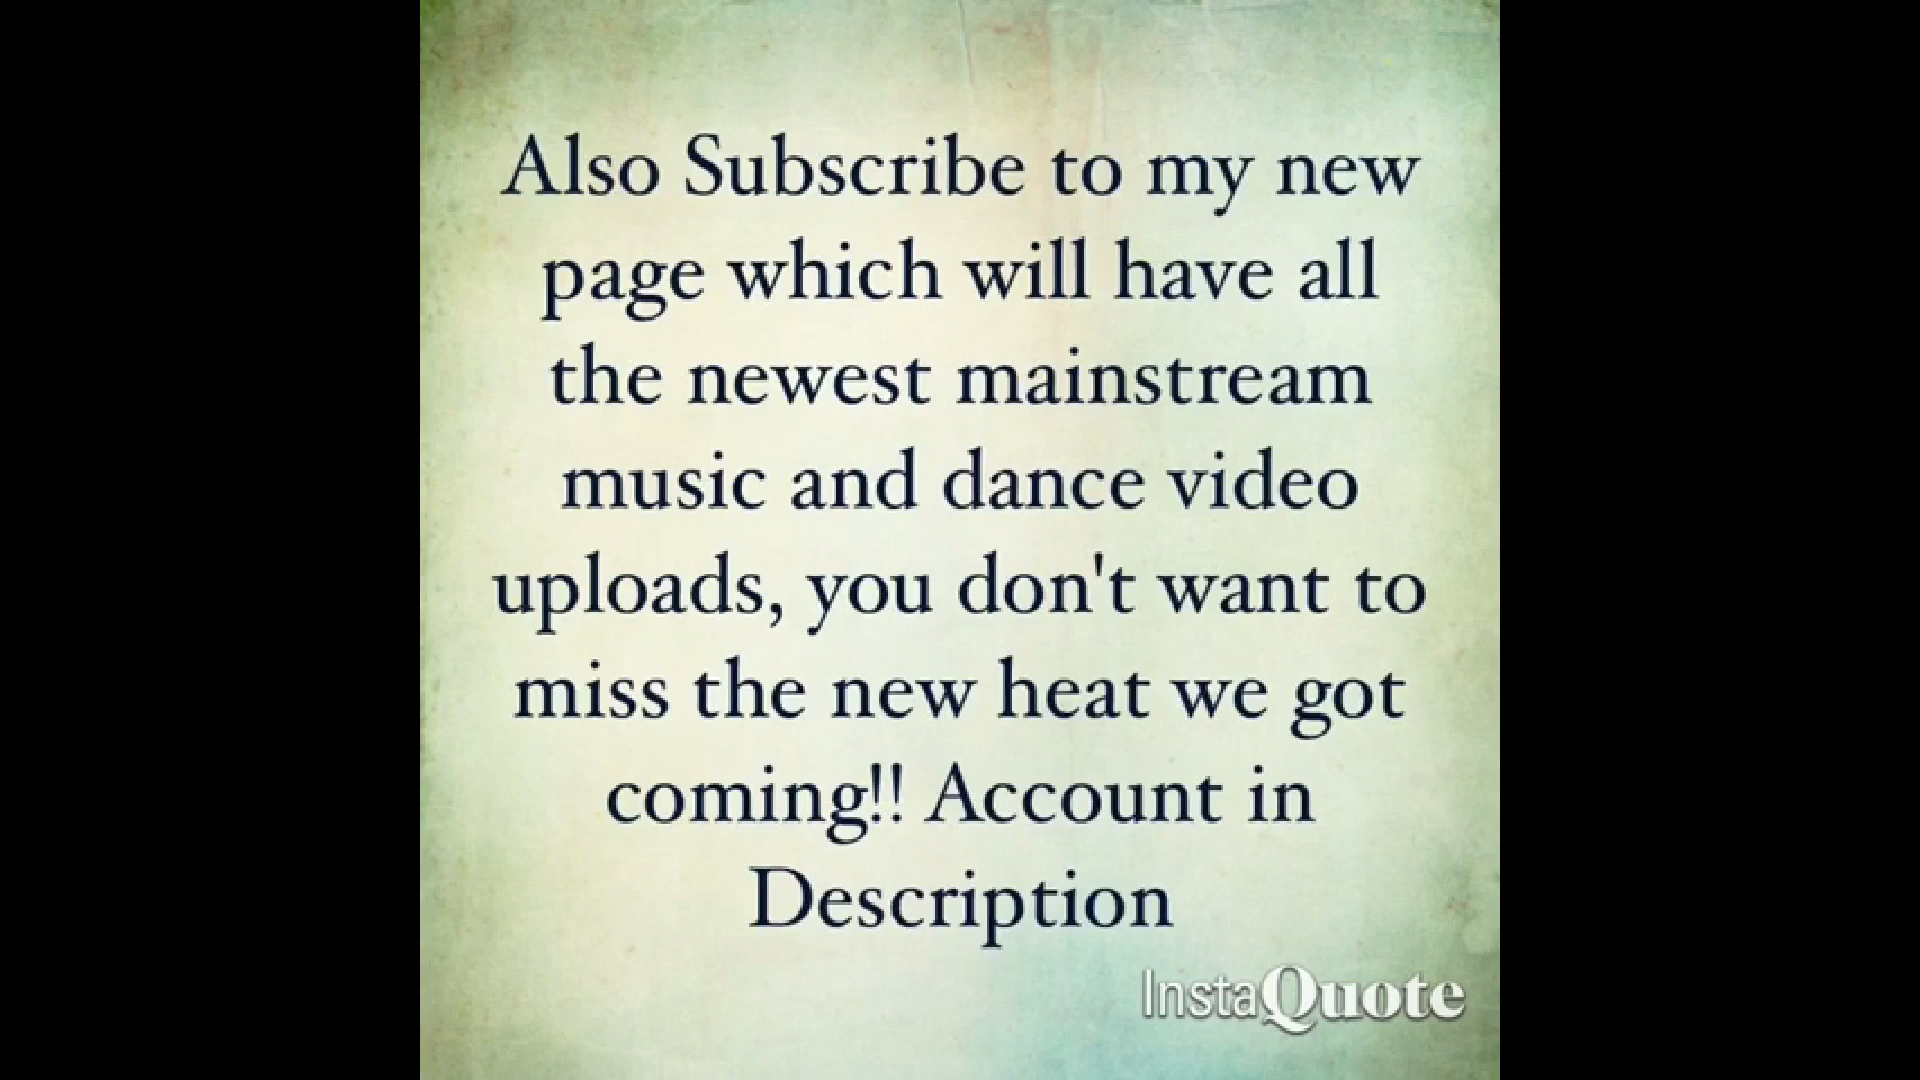 Also Subscribe to my new
page which will have all
the newest mainstream
music and dance video
uploads, you don't want to
miss the new heat we got
coming!! Account in
Description
InstaQuote